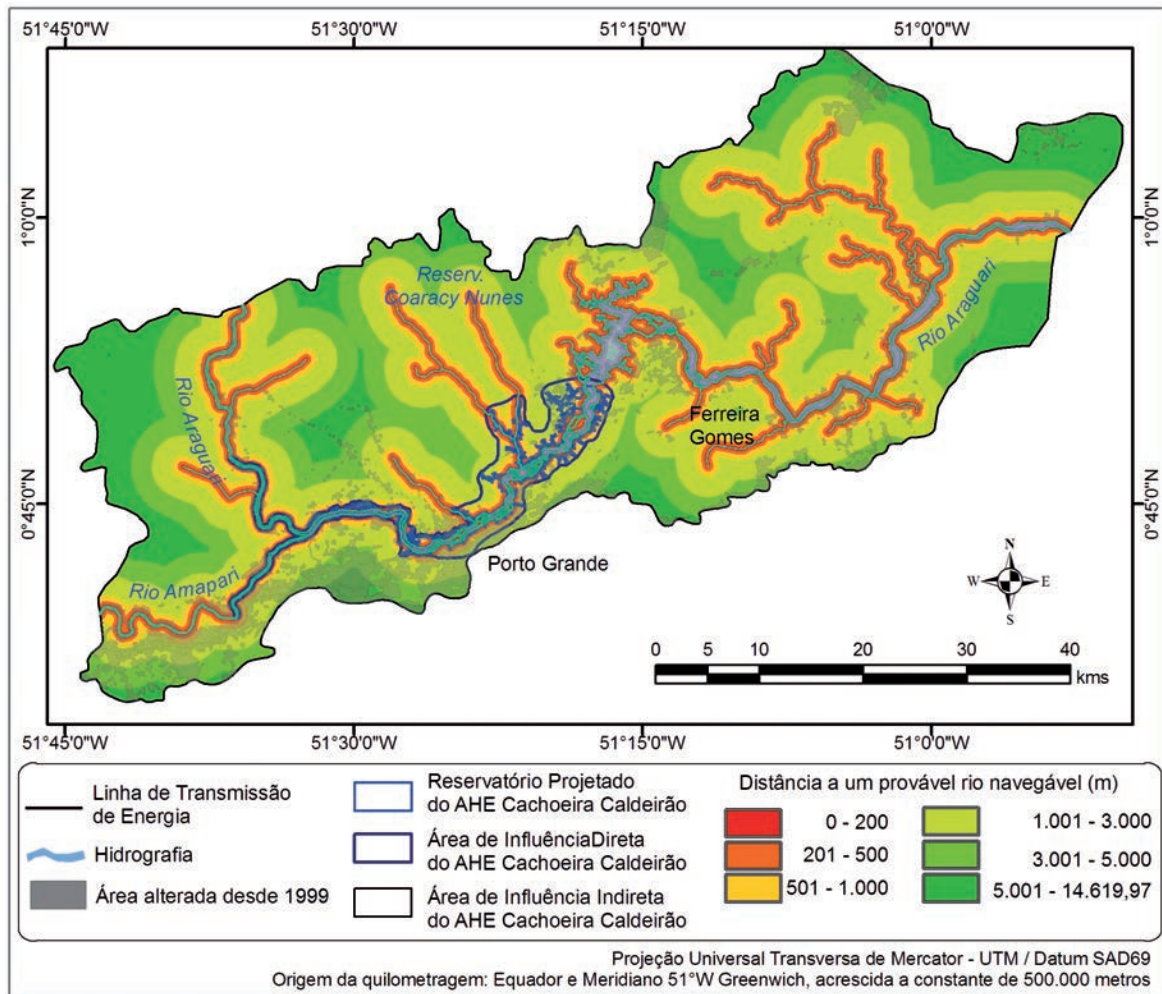 51°45'0"W
51°30'0"W
51°15'0"W
51°0'0"W
1°0'0"N
1°0'0"N
Reserv.
Coaracy Nunes
Rio Araguari
Rio Araguari
Ferreira
Gomes
0°45'0"N
0°45'0"N
Porto Grande
Rio Amapari
N
W E
S
0 5 10 20 30 40
kms
51°45'0"W
51°30'0"W
51°15'0"W
51°0'0"W
Linha de Transmissão
de Energia
Hidrografia
Área alterada desde 1999
Reservatório Projetado
do AHE Cachoeira Caldeirão
Área de InfluênciaDireta
do AHE Cachoeira Caldeirão
Área de Influência Indireta
do AHE Cachoeira Caldeirão
Distância a um provável rio navegável (m)
0 - 200
201 - 500
501 - 1.000
1.001 - 3.000
3.001 - 5.000
5.001 - 14.619,97
Projeção Universal Transversa de Mercator - UTM / Datum SAD69
Origem da quilometragem: Equador e Meridiano 51°W Greenwich, acrescida a constante de 500.000 metros